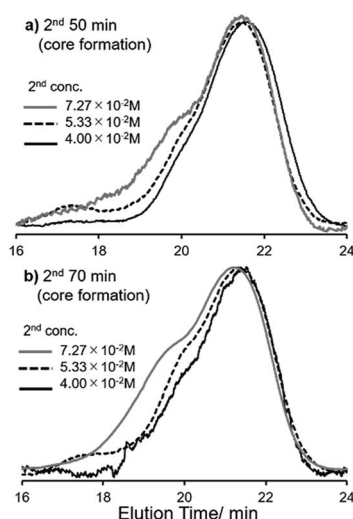 a) 2nd 50 min
(core formation)
2nd conc.
7.27×10-2M
5.33×10-2M
4.00×10-2M
16 18 20 22 24
b) 2nd 70 min
(core formation)
2nd conc.
7.27×10-2M
5.33×10-2M
4.00×10-2M
16 18 20 22 24
Elution Time/ min